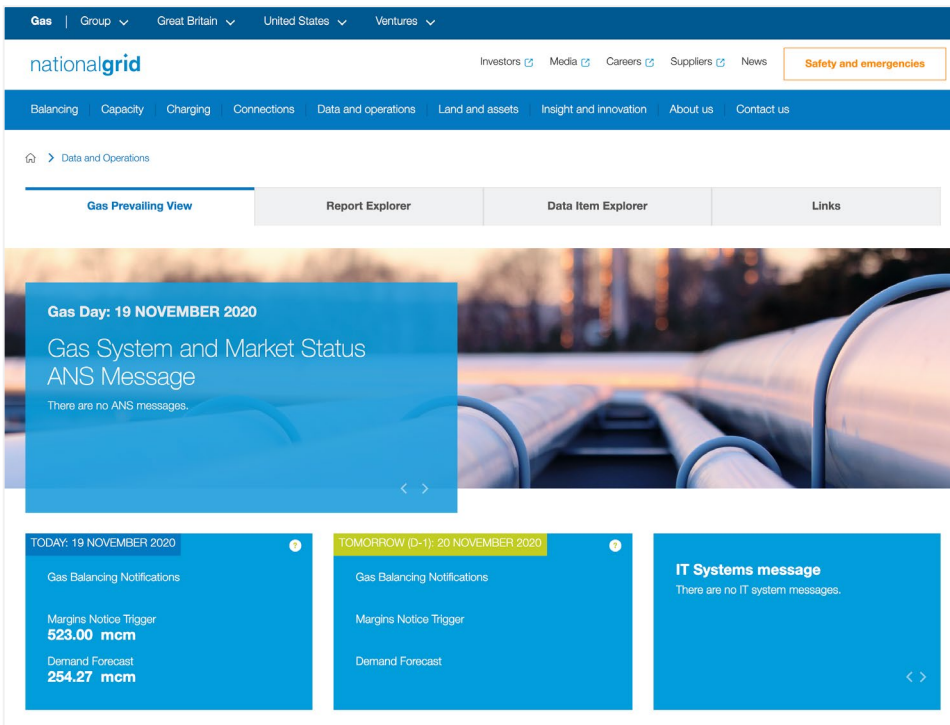 Gas | Group Great Britain United States Ventures
nationalgrid
Investors Media Careers Suppliers News Safety and emergencies
Balancing Capacity Charging Connections Data and operations Land and assets Insight and innovation About us Contact us
Data and Operations
Gas Prevailing View Report Explorer Data Item Explorer Links
Gas Day: 19 NOVEMBER 2020
Gas System and Market Status
ANS Message
There are no ANS messages.
TODAY: 19 NOVEMBER 2020 ?
Gas Balancing Notifications
Margins Notice Trigger
523.00 mcm
Demand Forecast
254.27 mcm
TOMORROW (D-1): 20 NOVEMBER 2020 ?
Gas Balancing Notifications
Margins Notice Trigger
Demand Forecast
IT Systems message
There are no IT system messages.